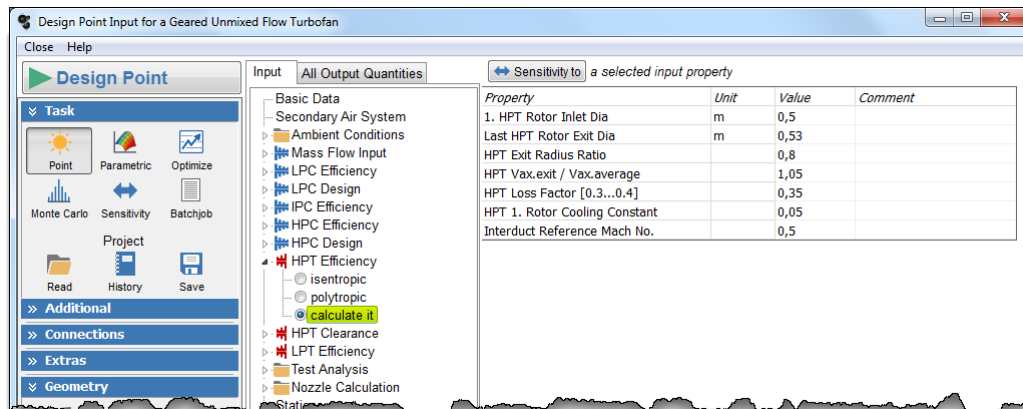 Design Point Input for a Geared Unmixed Flow Turbofan
Close Help
Design Point
Task
Point Parametric Optimize
Monte Carlo Sensitivity Batchjob
Project
Read History Save
Additional
Connections
Extras
Geometry
Input All Output Quantities
Basic Data
Secondary Air System
Ambient Conditions
Mass Flow Input
LPC Efficiency
LPC Design
IPC Efficiency
HPC Efficiency
HPC Design
HPT Efficiency
isentropic
polytropic
calculate it
HPT Clearance
LPT Efficiency
Test Analysis
Nozzle Calculation
Sensitivity to a selected input property
Property Unit Value Comment
1. HPT Rotor Inlet Dia m 0,5
Last HPT Rotor Exit Dia m 0,53
HPT Exit Radius Ratio 0,8
HPT Vax.exit / Vax.average 1,05
HPT Loss Factor [0.3...0.4] 0,35
HPT 1. Rotor Cooling Constant 0,05
Interduct Reference Mach No. 0,5